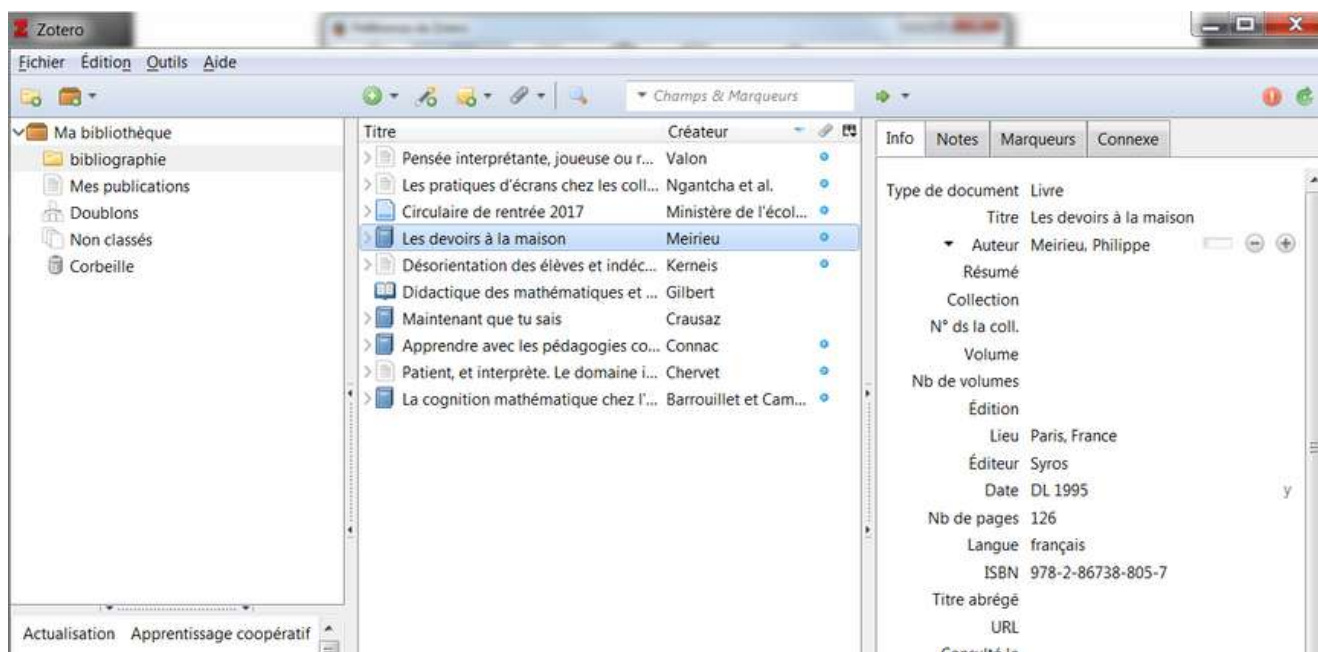 Zotero
Fichier Édition Outils Aide
Champs & Marqueurs
Ma bibliothèque
bibliographie
Mes publications
Doublons
Non classés
Corbeille
Actualisation Apprentissage coopératif
Titre Créateur
Pensée interprétante, joueuse ou r... Valon
Les pratiques d'écrans chez les coll... Ngantcha et al.
Circulaire de rentrée 2017 Ministère de l'écol...
Les devoirs à la maison Meirieu
Désorientation des élèves et indéc... Kerneis
Didactique des mathématiques et ... Gilbert
Maintenant que tu sais Crausaz
Apprendre avec les pédagogies co... Connac
Patient, et interprète. Le domaine i... Chervet
La cognition mathématique chez l'... Barrouillet et Cam...
Info Notes Marqueurs Connexe
Type de document Livre
Titre Les devoirs à la maison
Auteur Meirieu, Philippe
Résumé
Collection
N° ds la coll.
Volume
Nb de volumes
Édition
Lieu Paris, France
Éditeur Syros
Date DL 1995 y
Nb de pages 126
Langue français
ISBN 978-2-86738-805-7
Titre abrégé
URL